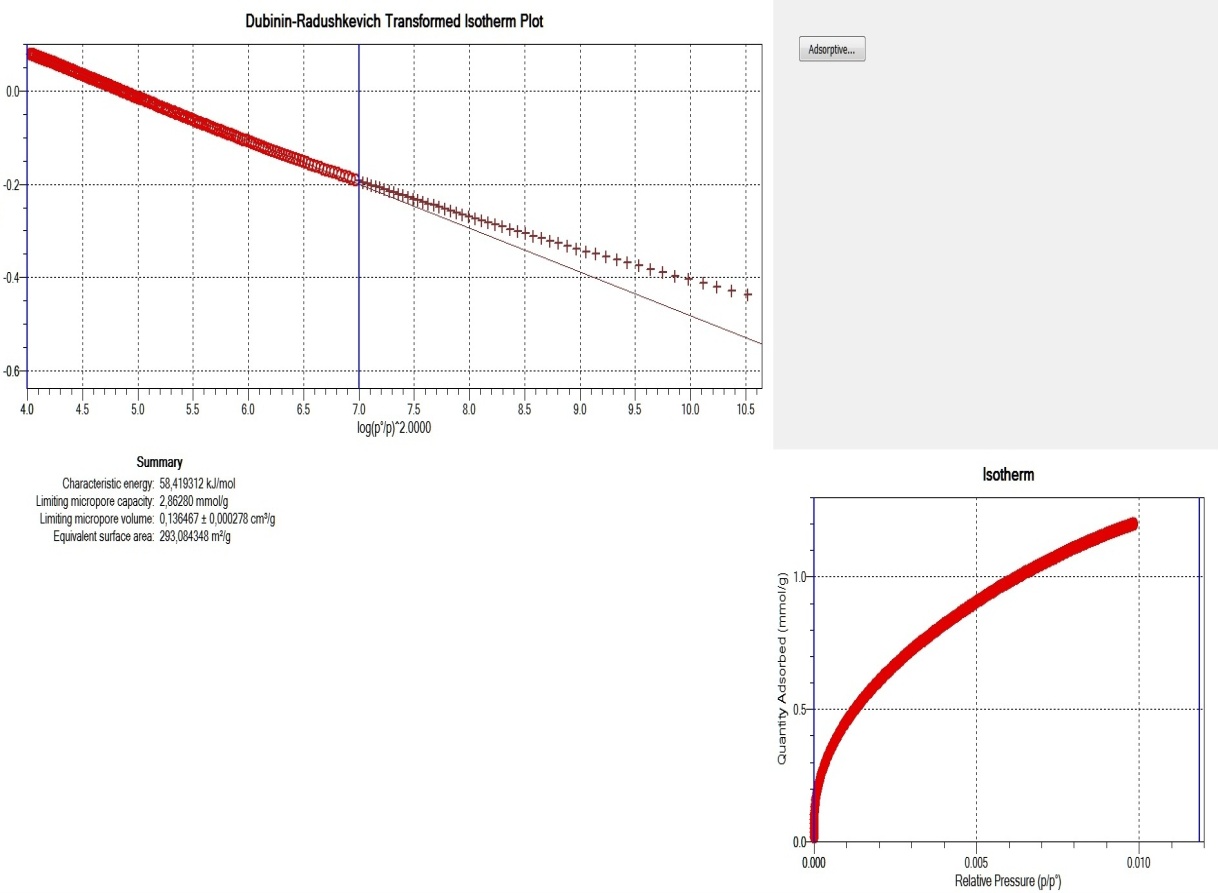 Dubinin-Radushkevich Transformed Isotherm Plot
Adsorptive...
0.0
-0.2
-0.4
-0.6
4.0 4.5 5.0 5.5 6.0 6.5 7.0 7.5 8.0 8.5 9.0 9.5 10.0 10.5
log(p°/p)^2.0000
Summary
Characteristic energy: 58,419312 kJ/mol
Limiting micropore capacity: 2,86280 mmol/g
Limiting micropore volume: 0,136467 ± 0,000278 cm³/g
Equivalent surface area: 293,084348 m²/g
Isotherm
Quantity Adsorbed (mmol/g)
1.0
0.5
0.0
0.000 0.005 0.010
Relative Pressure (p/p°)